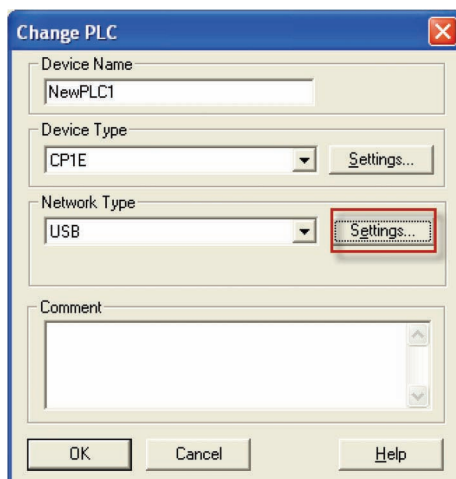 Change PLC
Device Name
NewPLC1
Device Type
CP1E
Settings...
Network Type
USB
Settings...
Comment
OK
Cancel
Help